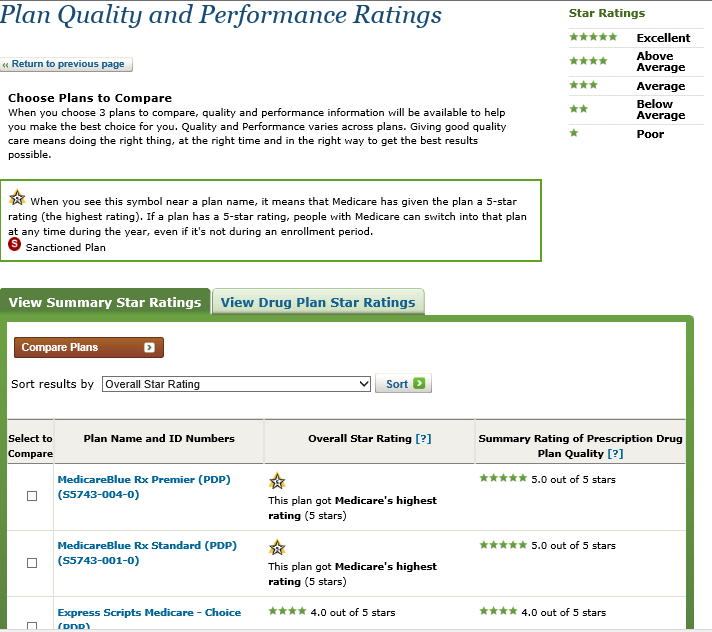 Plan Quality and Performance Ratings
Star Ratings
Excellent
Above
Average
Average
Below
Average
Poor
« Return to previous page
Choose Plans to Compare
When you choose 3 plans to compare, quality and performance information will be available to help
you make the best choice for you. Quality and Performance varies across plans. Giving good quality
care means doing the right thing, at the right time and in the right way to get the best results
possible.
5 When you see this symbol near a plan name, it means that Medicare has given the plan a 5-star
rating (the highest rating). If a plan has a 5-star rating, people with Medicare can switch into that plan
at any time during the year, even if it's not during an enrollment period.
S Sanctioned Plan
View Summary Star Ratings View Drug Plan Star Ratings
Compare Plans
Sort results by Overall Star Rating Sort
Select to
Compare
Plan Name and ID Numbers
Overall Star Rating [?]
Summary Rating of Prescription Drug
Plan Quality [?]
MedicareBlue Rx Premier (PDP)
(S5743-004-0)
5
This plan got Medicare's highest
rating (5 stars)
5.0 out of 5 stars
MedicareBlue Rx Standard (PDP)
(S5743-001-0)
5
This plan got Medicare's highest
rating (5 stars)
5.0 out of 5 stars
Express Scripts Medicare - Choice
(PDP)
4.0 out of 5 stars
4.0 out of 5 stars